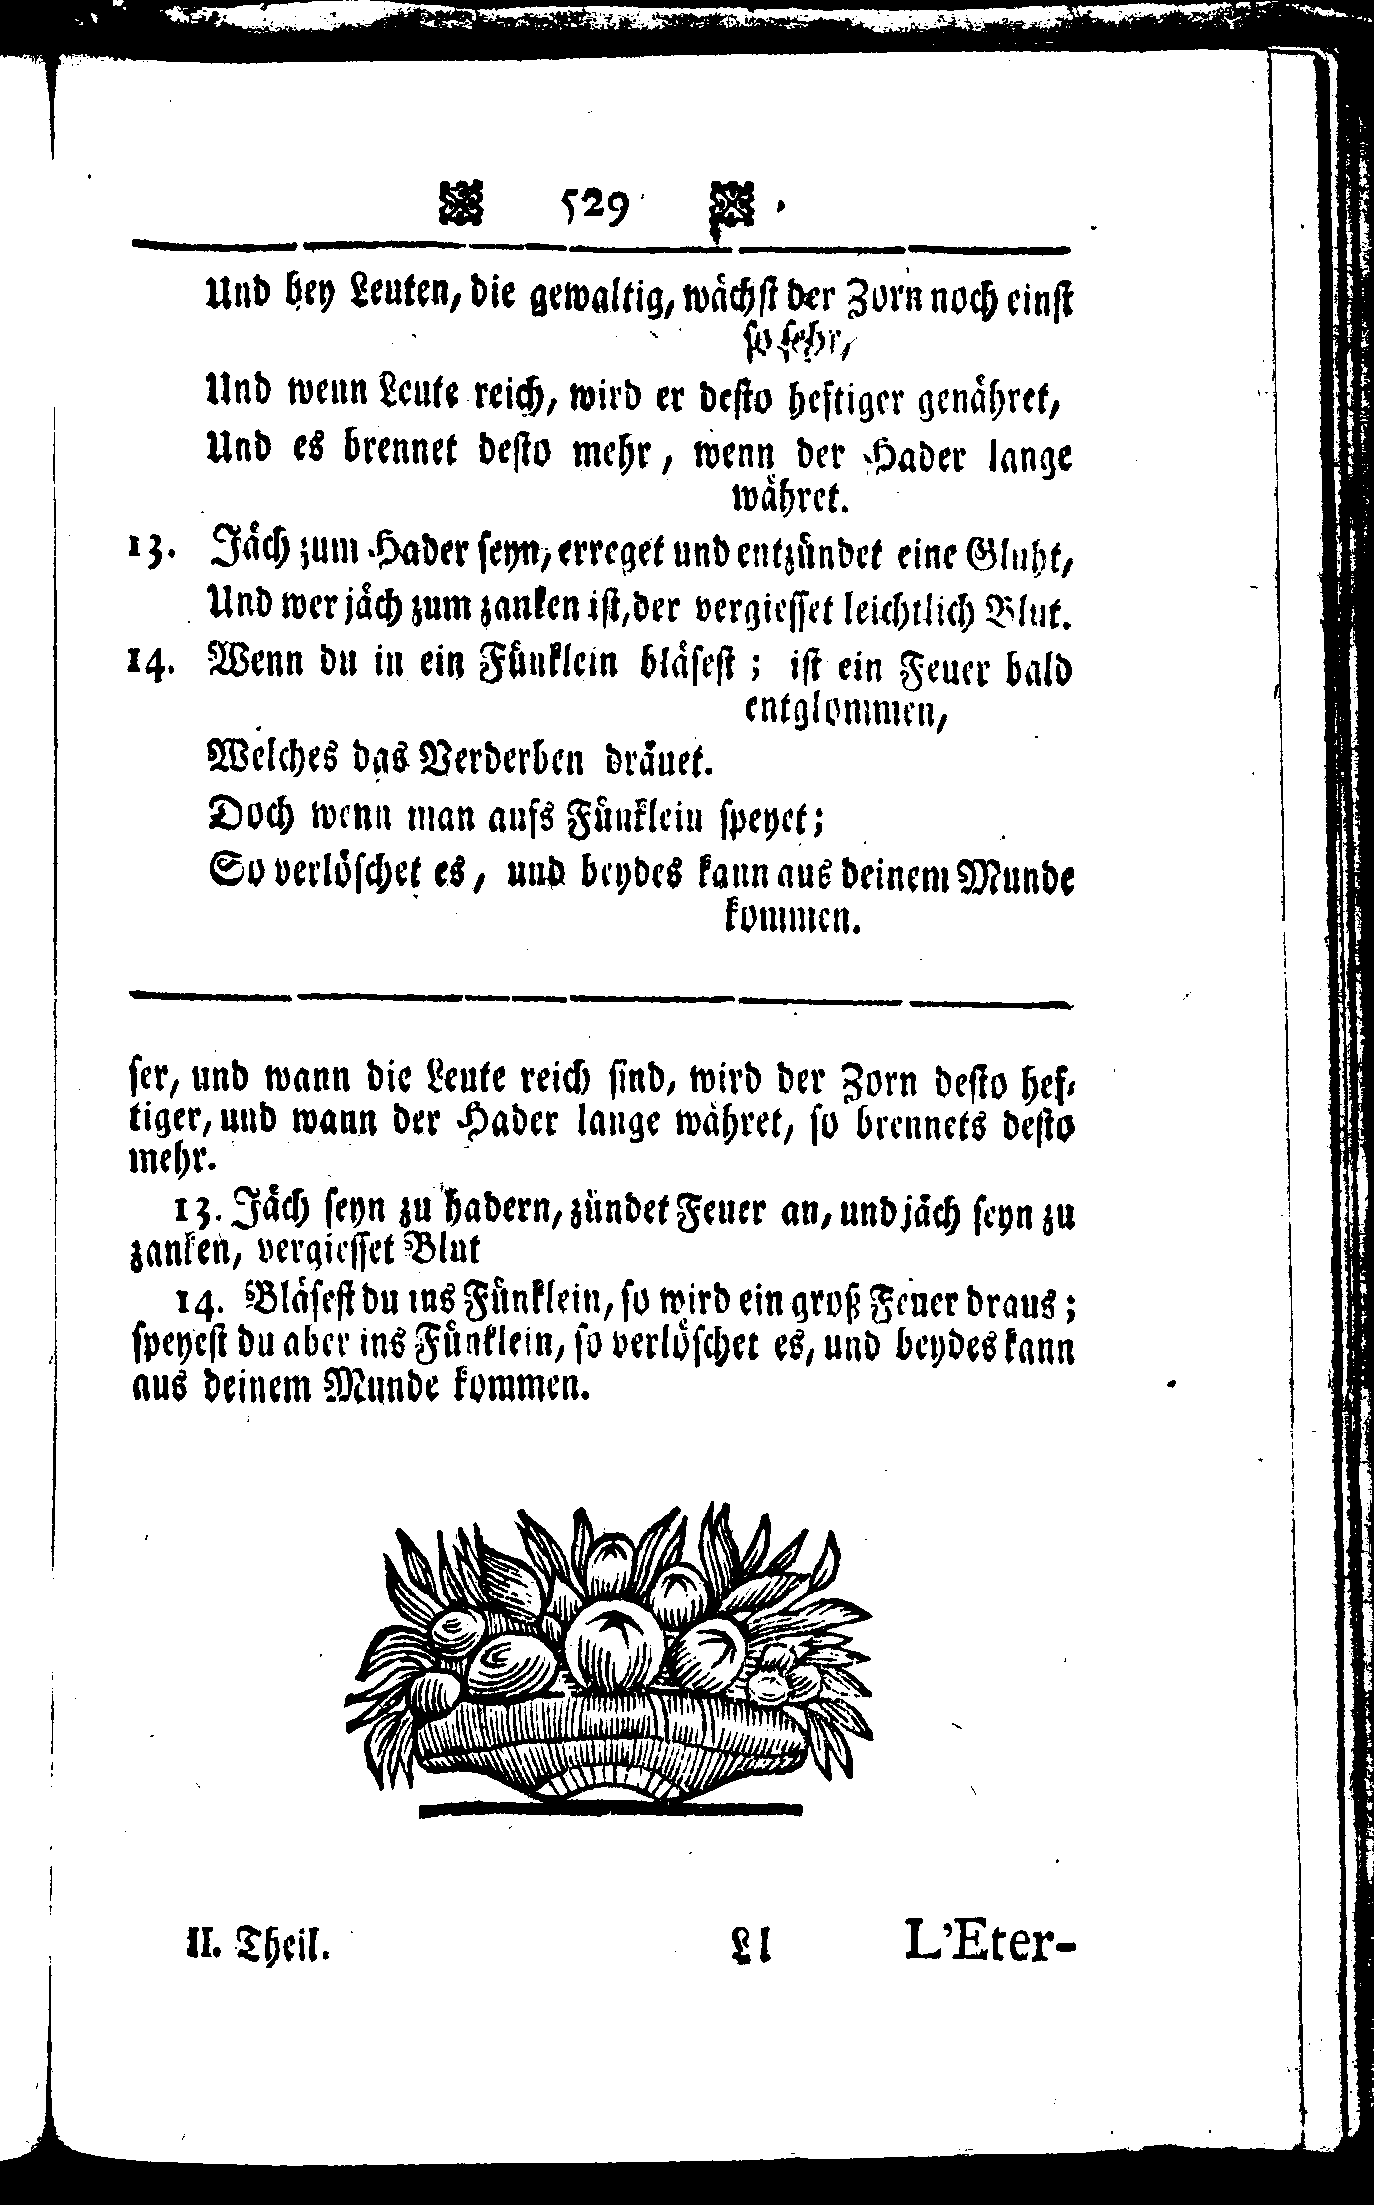 529
Und bey Leuten, die gewaltig, wächst der Zorn noch einst
so sehr,
Und wenn Leute reich, wird er desto heftiger genähret,
Und es brennet desto mehr, wenn der Hader lange
währet.
13. Jäch zum Hader seyn, erreget und entzündet eine Gluht,
Und wer jäch zum zanken ist, der vergiesset leichtlich Blut.
14. Wenn du in ein Fünklein bläsest; ist ein Feuer bald
entglommen,
Welches das Verderben dräuet.
Doch wenn man aufs Fünklein speyet;
So verlöschet es, und beydes kann aus deinem Munde
kommen.
ser, und wann die Leute reich sind, wird der Zorn desto hef-
tiger, und wann der Hader lange währet, so brennets desto
mehr.
13. Jäch seyn zu hadern, zündet Feuer an, und jäch seyn zu
zanken, vergiesset Blut
14. Bläsest du ins Fünklein, so wird ein groß Feuer draus;
speyest du aber ins Fünklein, so verlöschet es, und beydes kann
aus deinem Munde kommen.
II. Theil. Ll L'Eter-